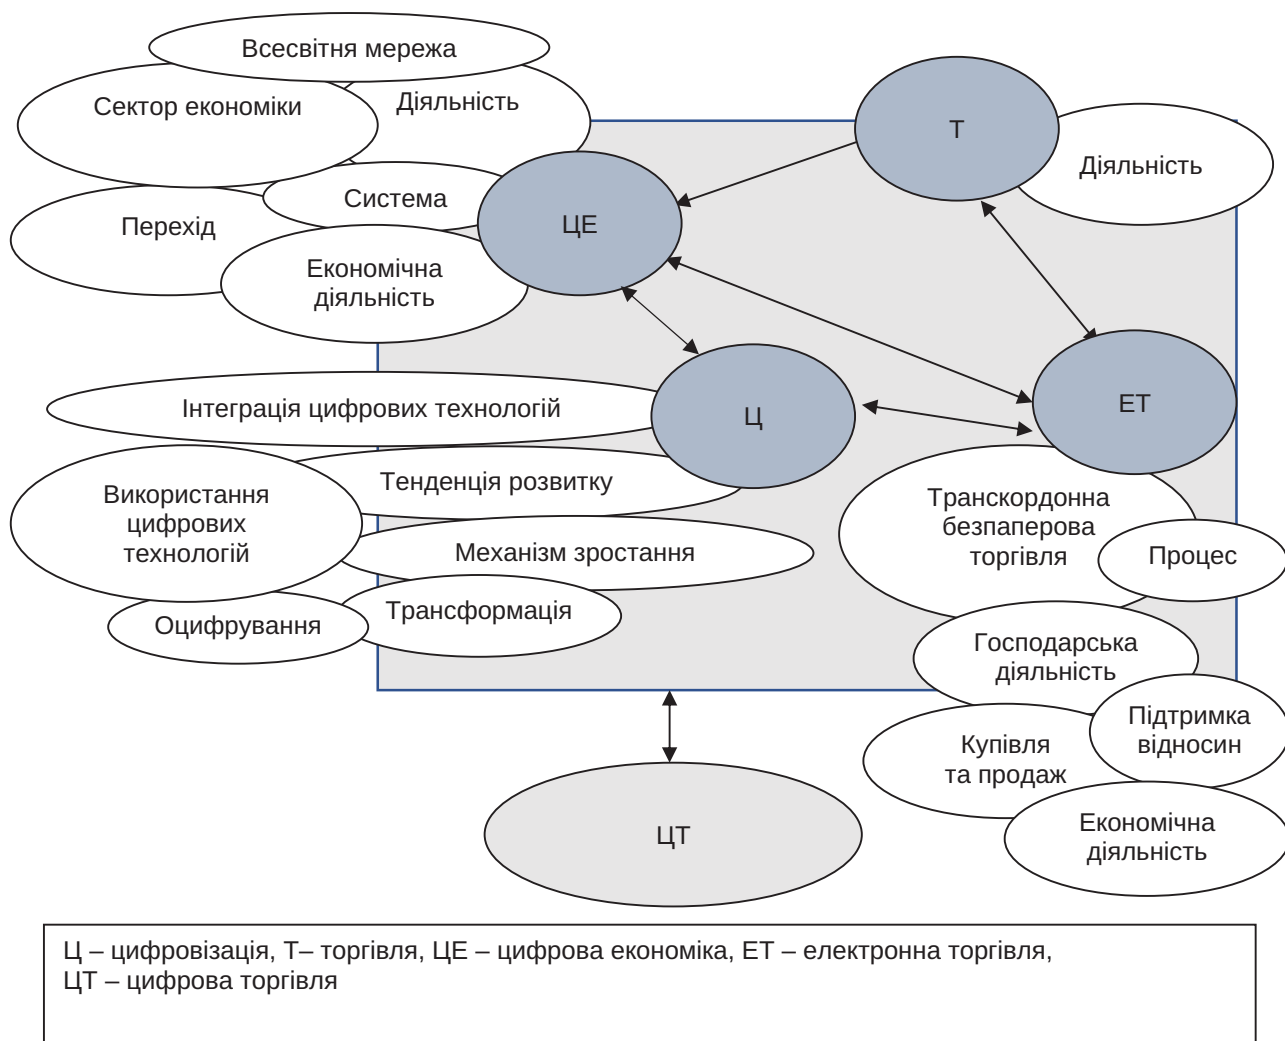 Всесвітня мережа
Сектор економіки
Діяльність
Т
Діяльність
Система
Перехід
ЦЕ
Економічна
діяльність
Інтеграція цифрових технологій
Ц
ЕТ
Тенденція розвитку
Використання
цифрових
технологій
Механізм зростання
Транскордонна
безпаперова
торгівля
Процес
Трансформація
Оцифрування
Господарська
діяльність
Підтримка
відносин
Купівля
та продаж
Економічна
діяльність
ЦТ
Ц – цифровізація, Т– торгівля, ЦЕ – цифрова економіка, ЕТ – електронна торгівля,
ЦТ – цифрова торгівля